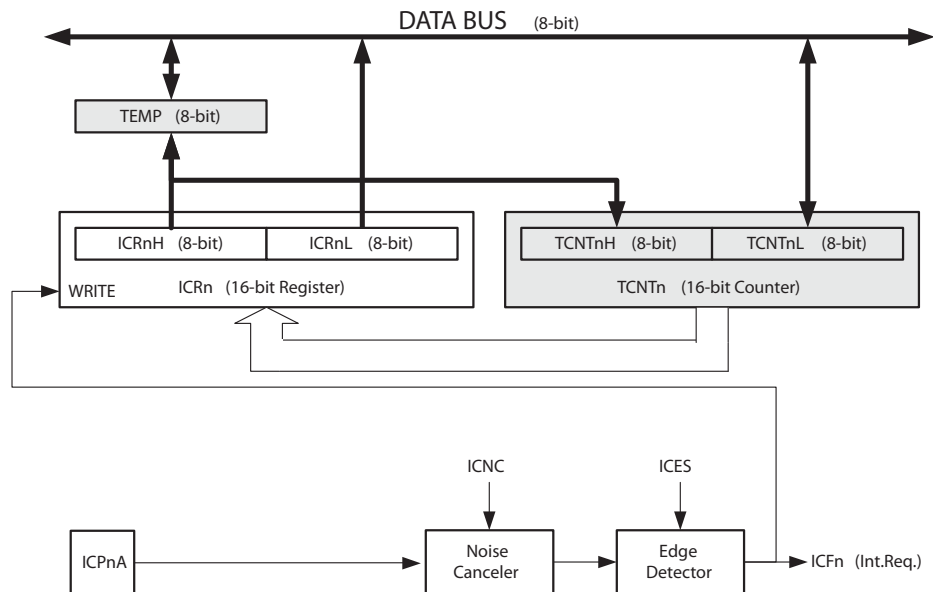 DATA BUS (8-bit)
TEMP (8-bit)
ICRnH (8-bit) ICRnL (8-bit) TCNTnH (8-bit) TCNTnL (8-bit)
WRITE ICRn (16-bit Register) TCNTn (16-bit Counter)
ICNC ICES
ICPnA
Noise
Canceler
Edge
Detector
ICFn (Int.Req.)